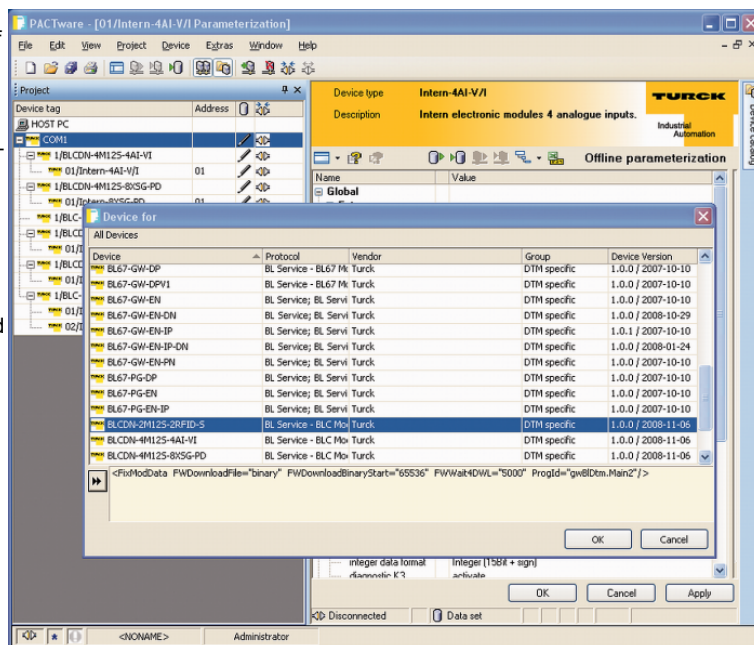 PACTware - [01/Intern-4AI-V/I Parameterization]
File Edit View Project Device Extras Window Help
Project
Device tag Address
HOST PC
COM1
1/BLCDN-4M12S-4AI-VI
01/Intern-4AI-V/I 01
1/BLCDN-4M12S-8XSG-PD
01/Intern-8XSG-PD 01
1/BLC-
1/BLCD
01/I
1/BLCD
01/I
1/BLC-
01/I
02/I
Device type Intern-4AI-V/I
Description Intern electronic modules 4 analogue inputs.
TURCK
Industrial
Automation
Device catalog
Offline parameterization
Name Value
Global
Device for
All Devices
Device Protocol Vendor Group Device Version
BL67-GW-DP BL Service - BL67 Mo Turck DTM specific 1.0.0 / 2007-10-10
BL67-GW-DPV1 BL Service - BL67 Mo Turck DTM specific 1.0.0 / 2007-10-10
BL67-GW-EN BL Service; BL Servi Turck DTM specific 1.0.0 / 2007-10-10
BL67-GW-EN-DN BL Service; BL Servi Turck DTM specific 1.0.0 / 2008-10-29
BL67-GW-EN-IP BL Service; BL Servi Turck DTM specific 1.0.1 / 2007-10-10
BL67-GW-EN-IP-DN BL Service; BL Servi Turck DTM specific 1.0.0 / 2008-01-24
BL67-GW-EN-PN BL Service; BL Servi Turck DTM specific 1.0.0 / 2007-10-10
BL67-PG-DP BL Service; BL Servi Turck DTM specific 1.0.0 / 2007-10-10
BL67-PG-EN BL Service; BL Servi Turck DTM specific 1.0.0 / 2007-10-10
BL67-PG-EN-IP BL Service; BL Servi Turck DTM specific 1.0.0 / 2007-10-10
BLCDN-2M12S-2RFID-S BL Service - BLC Mo Turck DTM specific 1.0.0 / 2008-11-06
BLCDN-4M12S-4AI-VI BL Service - BLC Mo Turck DTM specific 1.0.0 / 2008-11-06
BLCDN-4M12S-8XSG-PD BL Service - BLC Mo Turck DTM specific 1.0.0 / 2008-11-06
<FixModData FWDownloadFile="binary" FWDownloadBinaryStart="65536" FWWait4DWL="5000" ProgId="gwBlDtm.Main2"/>
OK Cancel
integer data format Integer (15Bit + sign)
diagnostic K3 activate
OK Cancel Apply
Disconnected Data set
<NONAME> Administrator